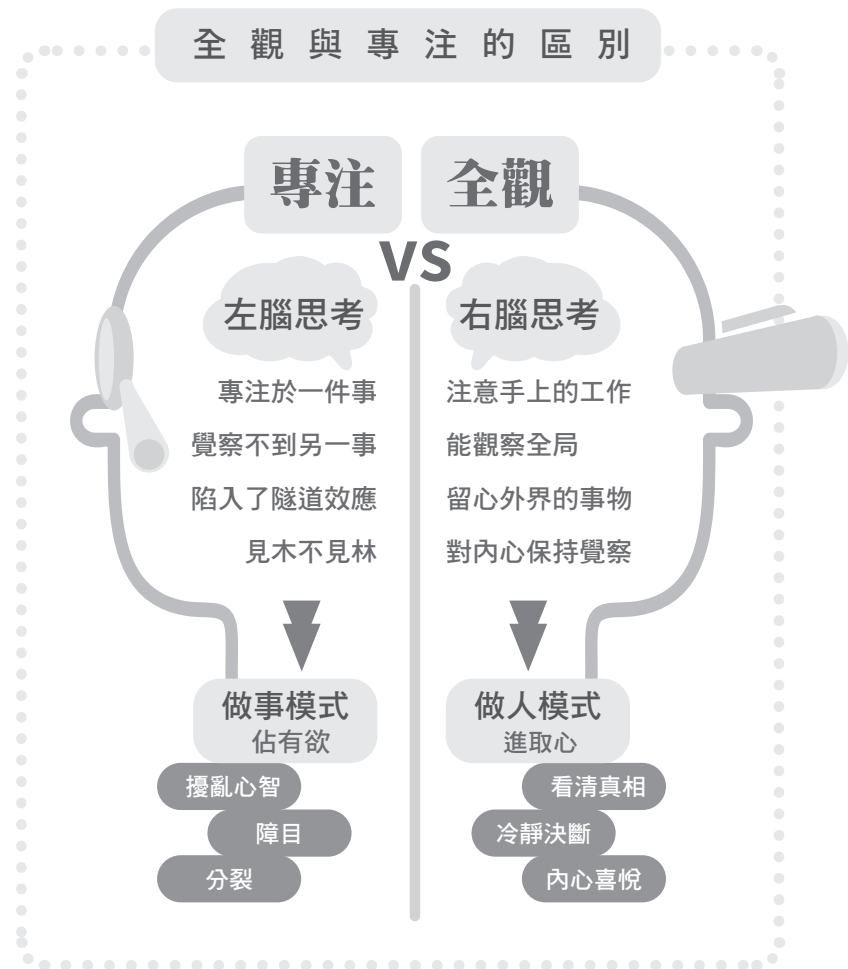 全觀與專注的區別
專注
全觀
VS
左腦思考
專注於一件事
覺察不到另一事
陷入了隧道效應
見木不見林
做事模式
佔有欲
擾亂心智
障目
分裂
右腦思考
注意手上的工作
能觀察全局
留心外界的事物
對內心保持覺察
做人模式
進取心
看清真相
冷靜決斷
內心喜悅